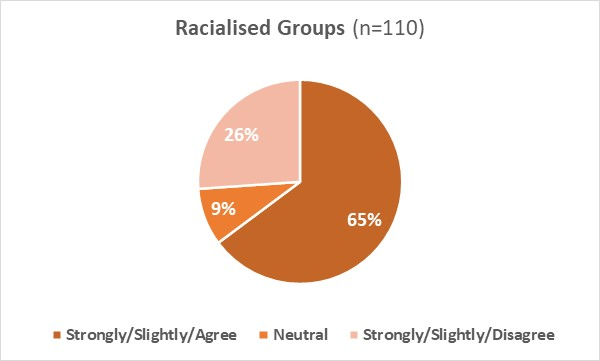 Racialised Groups (n=110)
26%
9%
65%
Strongly/Slightly/Agree Neutral Strongly/Slightly/Disagree